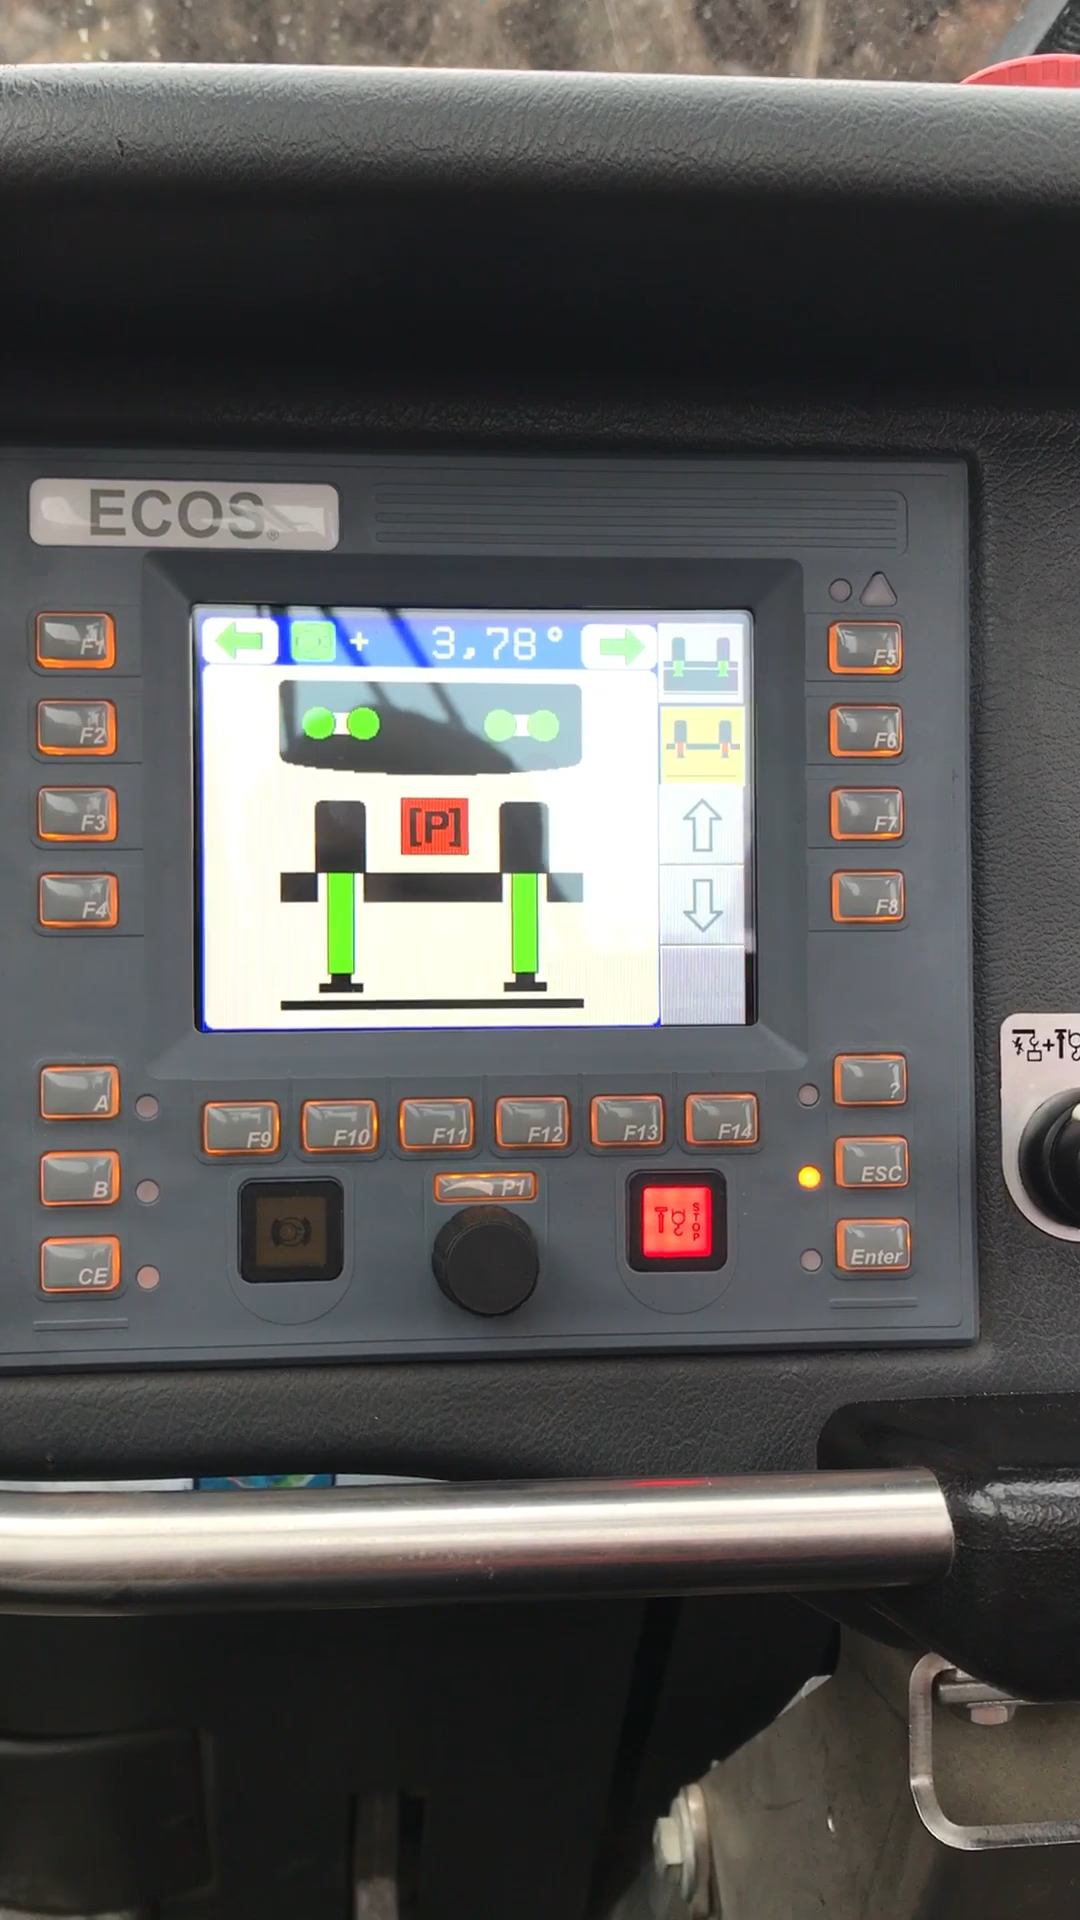 ECOS®
F1
F2
F3
F4
+ 3,78°
[P]
F5
F6
F7
F8
A
B
CE
F9
F10
F11
F12
F13
F14
P1
STOP
?
ESC
Enter
+